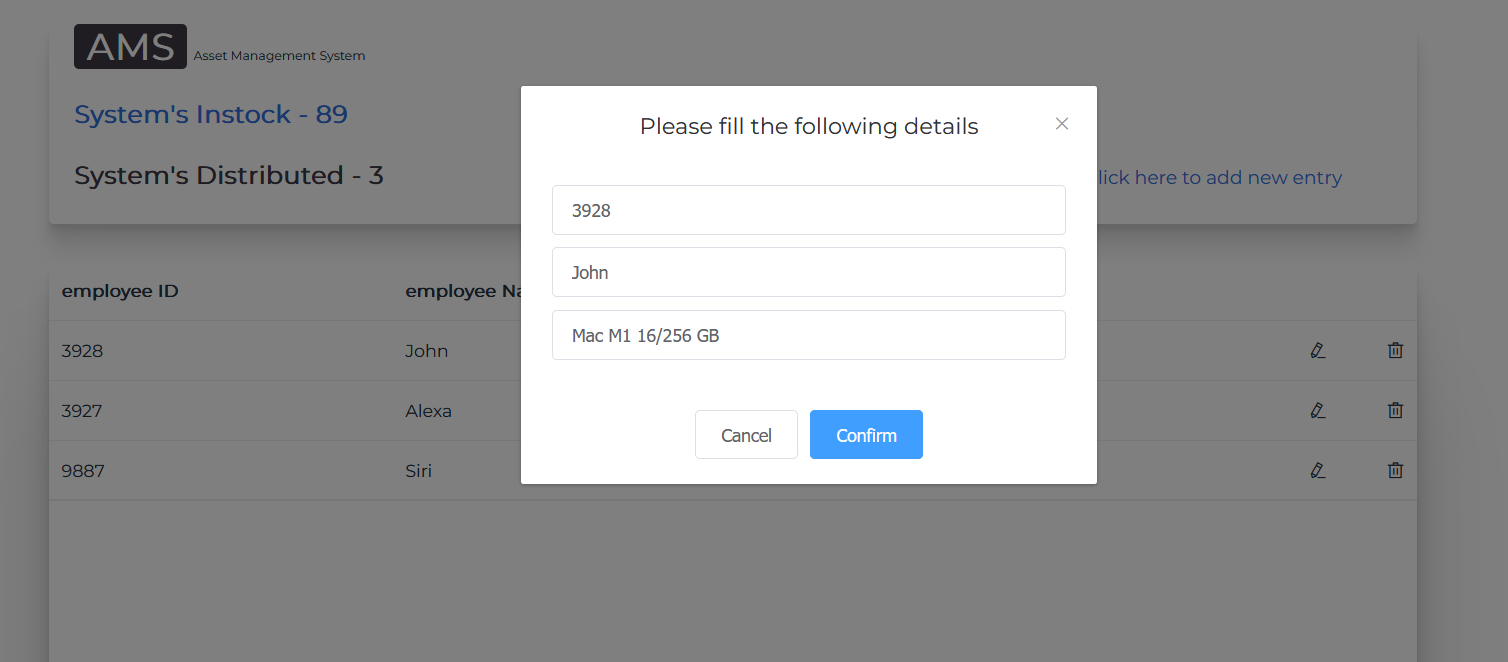 AMS Asset Management System
System's Instock - 89
System's Distributed - 3
lick here to add new entry
Please fill the following details
3928
John
Mac M1 16/256 GB
Cancel Confirm
employee ID employee Na
3928 John
3927 Alexa
9887 Siri